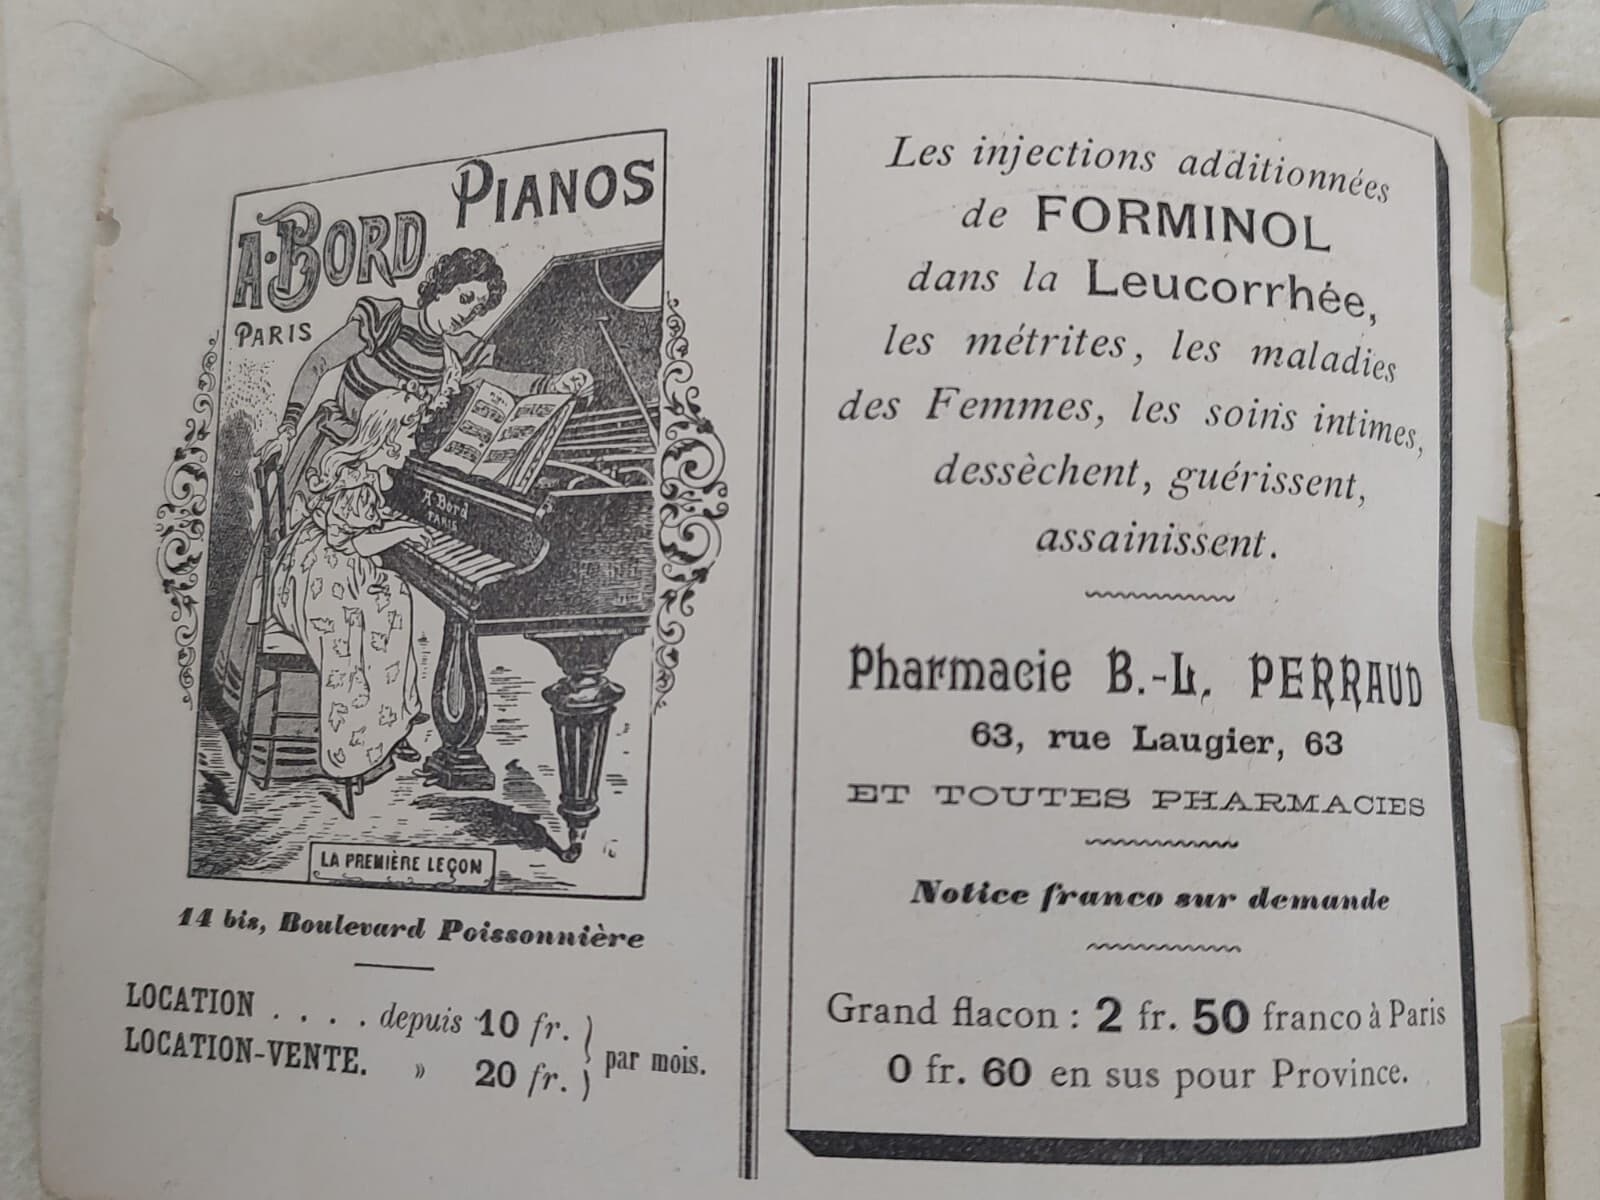 A. BORD PIANOS
PARIS
A. Bord
PARIS
LA PREMIÈRE LEÇON
14 bis, Boulevard Poissonnière
LOCATION . . . . depuis 10 fr. } par mois.
LOCATION-VENTE. » 20 fr. }
Les injections additionnées
de FORMINOL
dans la Leucorrhée,
les métrites, les maladies
des Femmes, les soins intimes,
dessèchent, guérissent,
assainissent.
Pharmacie B.-L. PERRAUD
63, rue Laugier, 63
ET TOUTES PHARMACIES
Notice franco sur demande
Grand flacon : 2 fr. 50 franco à Paris
0 fr. 60 en sus pour Province.